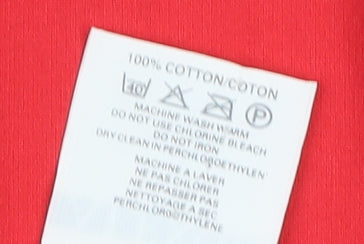 100% COTTON/COTON
40 P
MACHINE WASH WARM
DO NOT USE CHLORINE BLEACH
DO NOT IRON
DRY CLEAN IN PERCHLOROETHYLEN
MACHINE A LAVER
NE PAS CHLORER
NE REPASSER PAS
NETTOYAGE A SEC
PERCHLOROTHYLENE